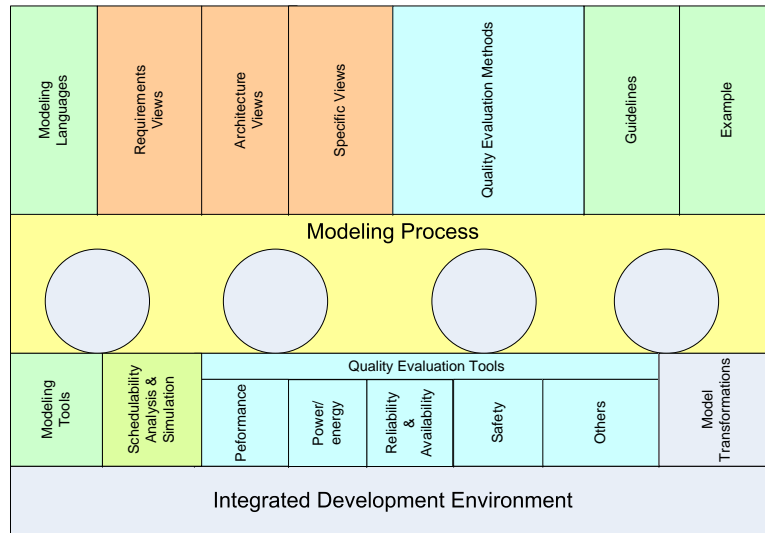 Modeling
Languages
Requirements
Views
Architecture
Views
Specific Views
Quality Evaluation Methods
Guidelines
Example
Modeling Process
Modeling
Tools
Schedulability
Analysis &
Simulation
Quality Evaluation Tools
Peformance
Power/
energy
Reliability
&
Availability
Safety
Others
Model
Transformations
Integrated Development Environment